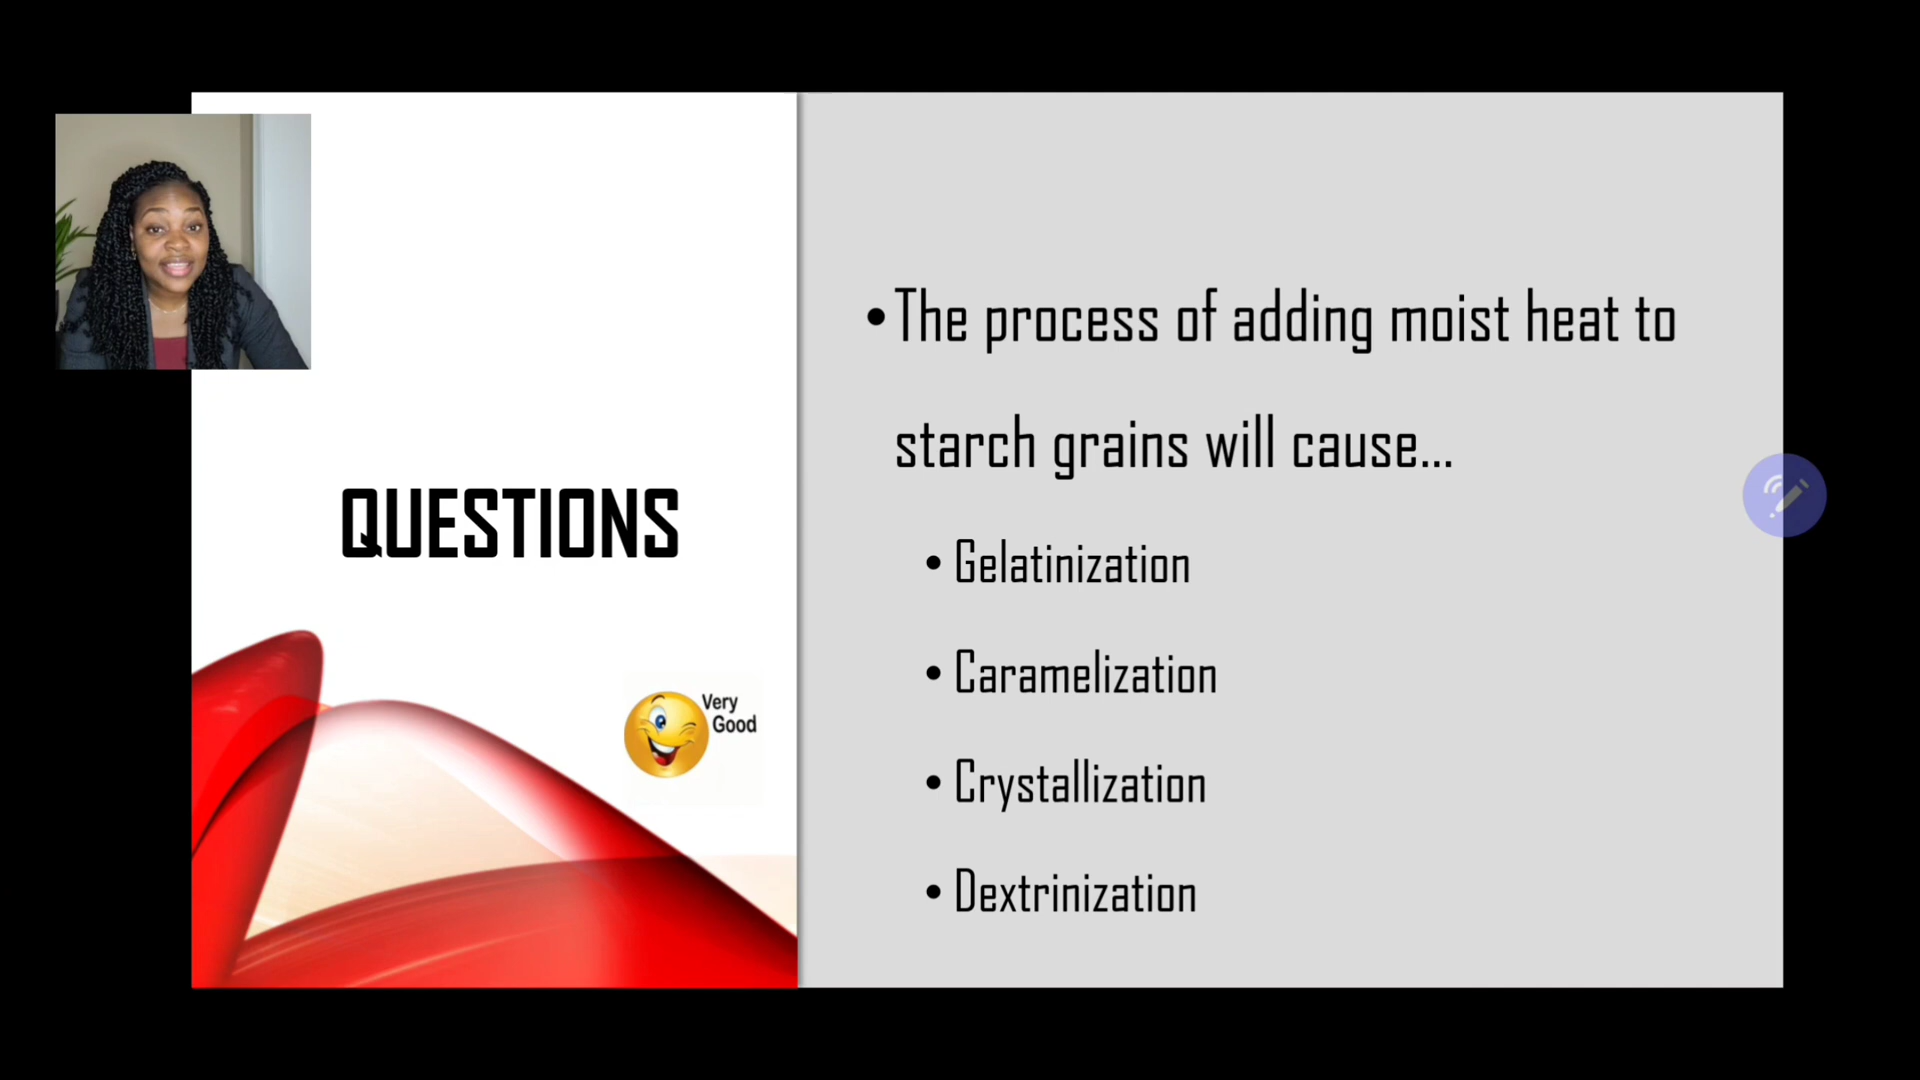 QUESTIONS
Very
Good
•The process of adding moist heat to
starch grains will cause...
• Gelatinization
• Caramelization
• Crystallization
• Dextrinization